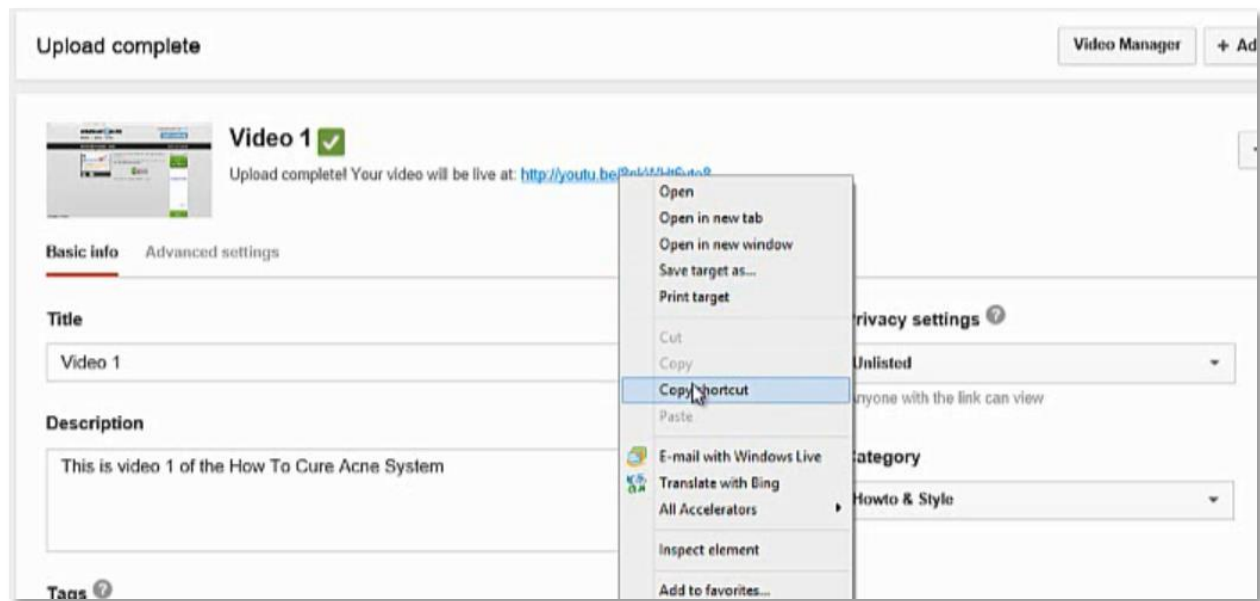 Upload complete
Video Manager
+ Ad
Video 1
Upload complete! Your video will be live at: http://youtu.be/
Basic info
Advanced settings
Title
Video 1
Description
This is video 1 of the How To Cure Acne System
Tags
Open
Open in new tab
Open in new window
Save target as...
Print target
Cut
Copy
Copy shortcut
Paste
E-mail with Windows Live
Translate with Bing
All Accelerators
Inspect element
Add to favorites...
rivacy settings
Unlisted
nyone with the link can view
ategory
Howto & Style